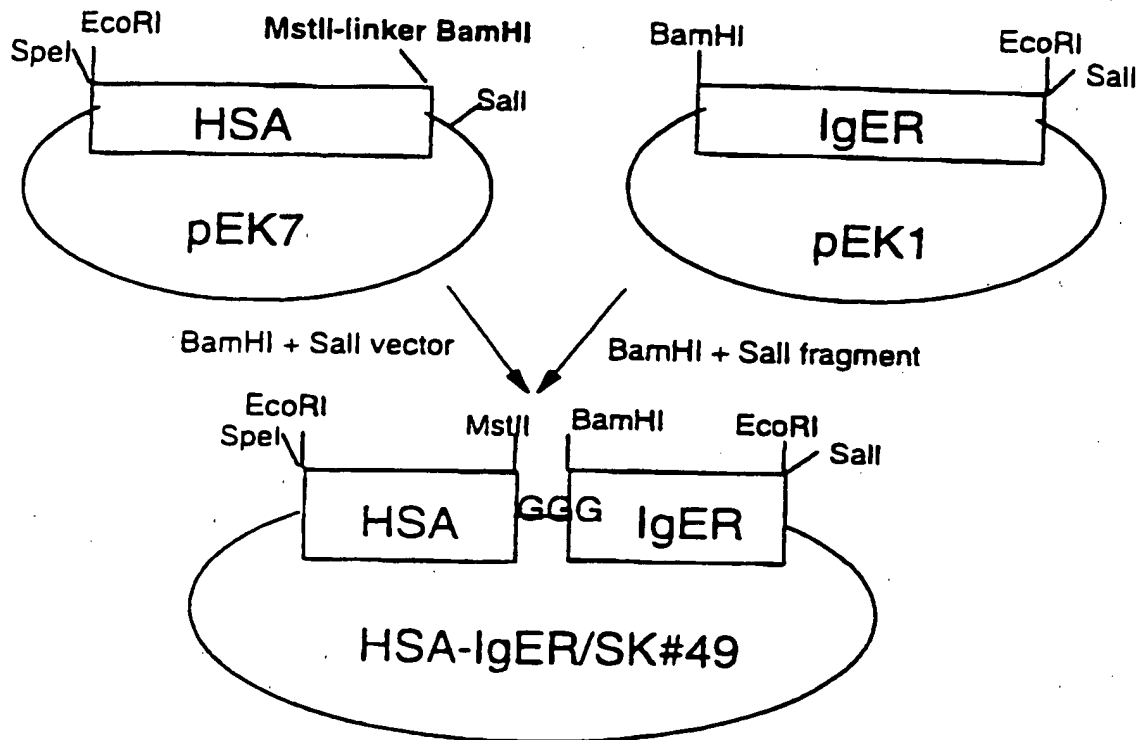 EcoRI
SpeI
MstII-linker BamHI
SalI
HSA
pEK7
BamHI
EcoRI
SalI
IgER
pEK1
BamHI + SalI vector
BamHI + SalI fragment
EcoRI
SpeI
MstII
BamHI
EcoRI
SalI
HSA
GGG
IgER
HSA-IgER/SK#49